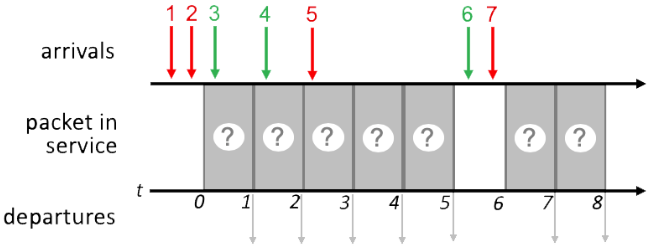 1 2 3 4 5 6 7
arrivals
? ? ? ? ? ? ?
packet in
service
t
0 1 2 3 4 5 6 7 8
departures